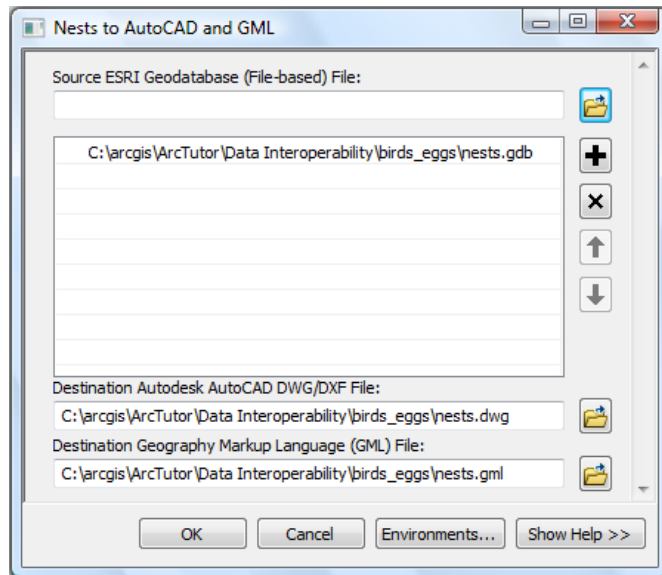 Nests to AutoCAD and GML
Source ESRI Geodatabase (File-based) File:
C:\arcgis\ArcTutor\Data Interoperability\birds_eggs\nests.gdb
Destination Autodesk AutoCAD DWG/DXF File:
C:\arcgis\ArcTutor\Data Interoperability\birds_eggs\nests.dwg
Destination Geography Markup Language (GML) File:
C:\arcgis\ArcTutor\Data Interoperability\birds_eggs\nests.gml
OK Cancel Environments... Show Help >>